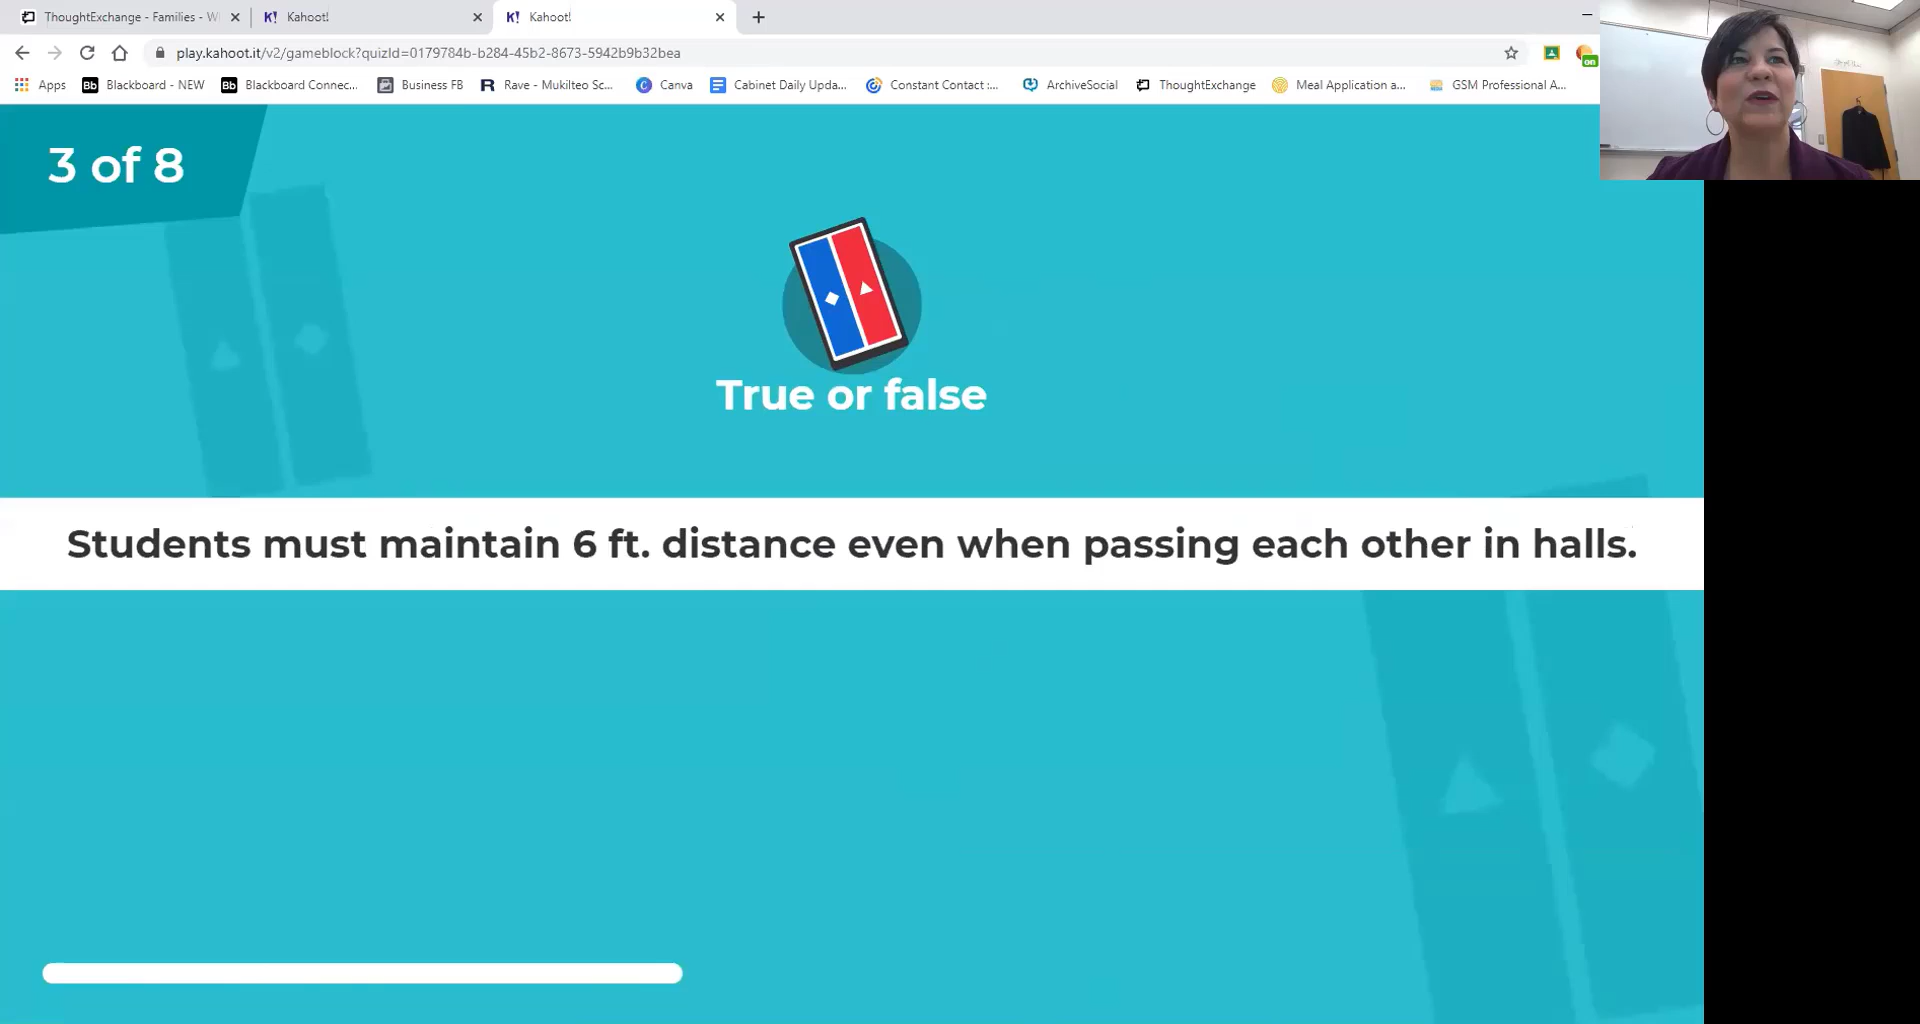 ThoughtExchange - Families - W
Kahoot!
Kahoot!
play.kahoot.it/v2/gameblock?quizId=0179784b-b284-45b2-8673-5942b9b32bea
on
Apps
Blackboard - NEW
Blackboard Connec...
Business FB
Rave - Mukilteo Sc...
Canva
Cabinet Daily Upda...
Constant Contact :...
ArchiveSocial
ThoughtExchange
Meal Application a...
GSM Professional A...
3 of 8
True or false
Students must maintain 6 ft. distance even when passing each other in halls.